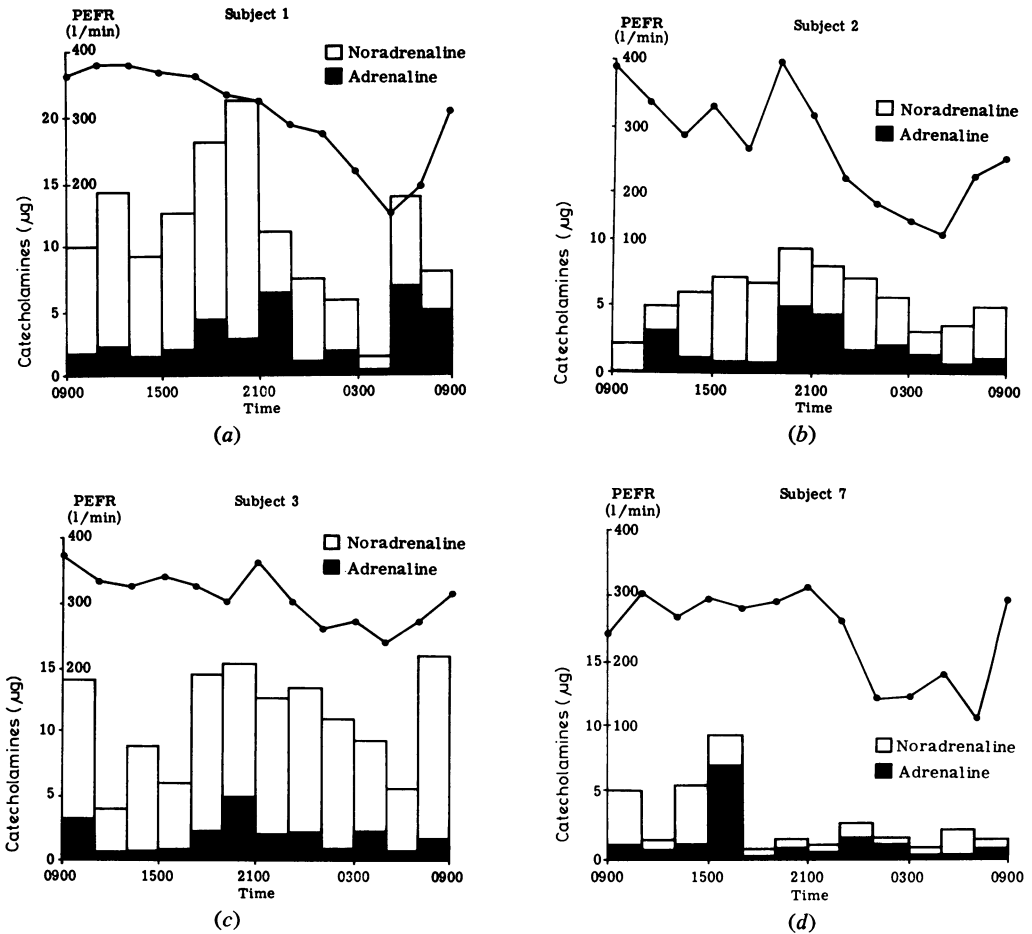 PEFR
(l/min)
Subject 1
400
Noradrenaline
Adrenaline
20
300
15
200
10
5
0
Catecholamines (µg)
0900 1500 2100 0300 0900
Time
(a)
PEFR
(l/min)
Subject 2
400
Noradrenaline
Adrenaline
300
200
10 100
5
0
Catecholamines (µg)
0900 1500 2100 0300 0900
Time
(b)
PEFR
(l/min)
Subject 3
400
Noradrenaline
Adrenaline
300
15 200
10
5
0
Catecholamines (µg)
0900 1500 2100 0300 0900
Time
(c)
PEFR
(l/min)
Subject 7
400
300
15 200
10 100
Noradrenaline
Adrenaline
5
0
Catecholamines (µg)
0900 1500 2100 0300 0900
Time
(d)